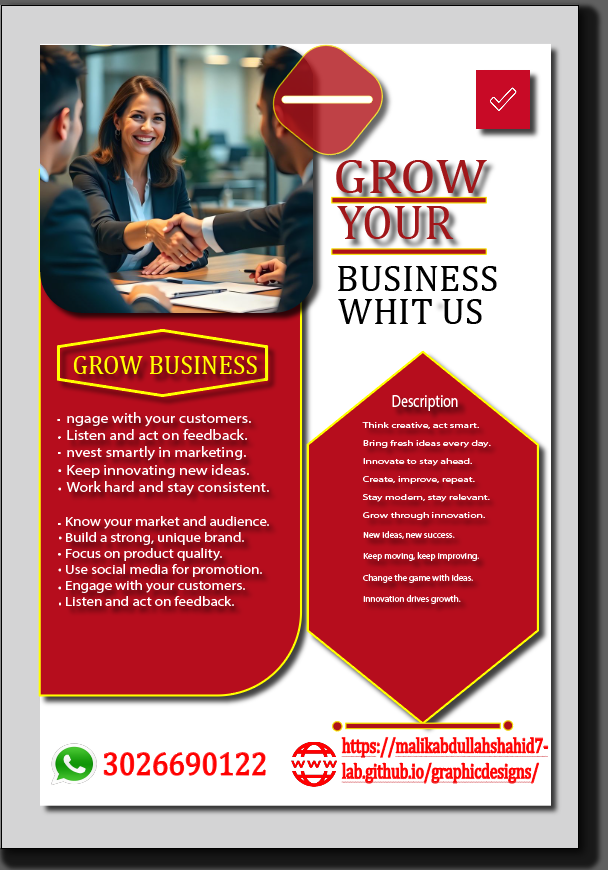 GROW
YOUR
BUSINESS
WHIT US
GROW BUSINESS
• ngage with your customers.
• Listen and act on feedback.
• nvest smartly in marketing.
• Keep innovating new ideas.
• Work hard and stay consistent.
• Know your market and audience.
• Build a strong, unique brand.
• Focus on product quality.
• Use social media for promotion.
• Engage with your customers.
• Listen and act on feedback.
Description
Think creative, act smart.
Bring fresh ideas every day.
Innovate to stay ahead.
Create, improve, repeat.
Stay modern, stay relevant.
Grow through innovation.
New ideas, new success.
Keep moving, keep improving.
Change the game with ideas.
Innovation drives growth.
3026690122
www
https://malikabdullahshahid7-
lab.github.io/graphicdesigns/